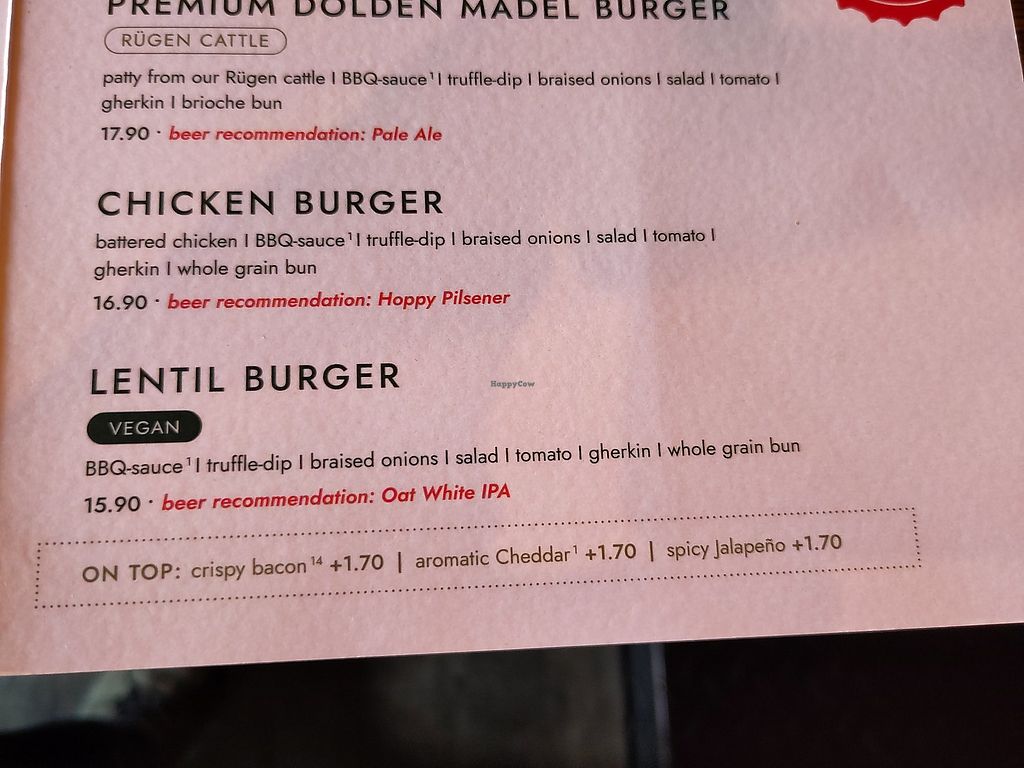 PREMIUM DOLDEN MÄDEL BURGER
RÜGEN CATTLE
patty from our Rügen cattle | BBQ-sauce¹ | truffle-dip | braised onions | salad | tomato |
gherkin | brioche bun
17.90 · beer recommendation: Pale Ale
CHICKEN BURGER
battered chicken | BBQ-sauce¹ | truffle-dip | braised onions | salad | tomato |
gherkin | whole grain bun
16.90 · beer recommendation: Hoppy Pilsener
LENTIL BURGER
HappyCow
VEGAN
BBQ-sauce¹ | truffle-dip | braised onions | salad | tomato | gherkin | whole grain bun
15.90 · beer recommendation: Oat White IPA
ON TOP: crispy bacon¹⁴ +1.70 | aromatic Cheddar¹ +1.70 | spicy Jalapeño +1.70